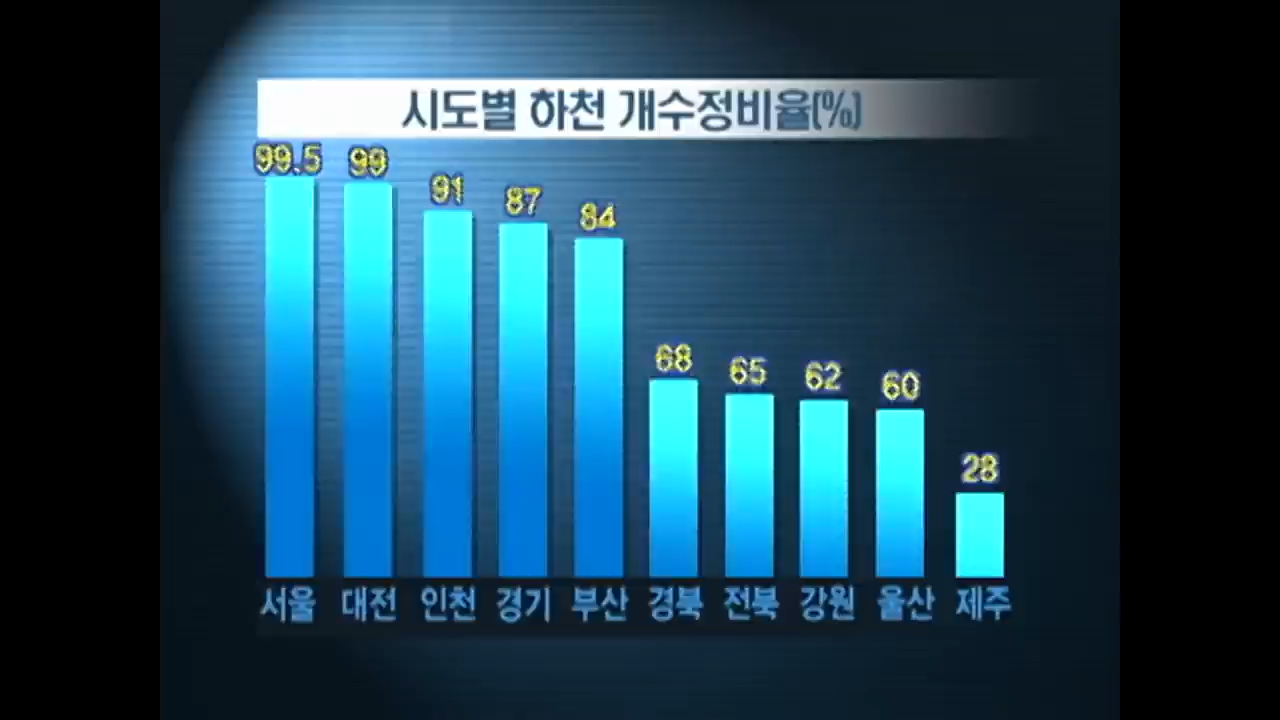 시도별 하천 개수정비율(%)
99.5 99 91 87 84 68 65 62 60 28
서울 대전 인천 경기 부산 경북 전북 강원 울산 제주